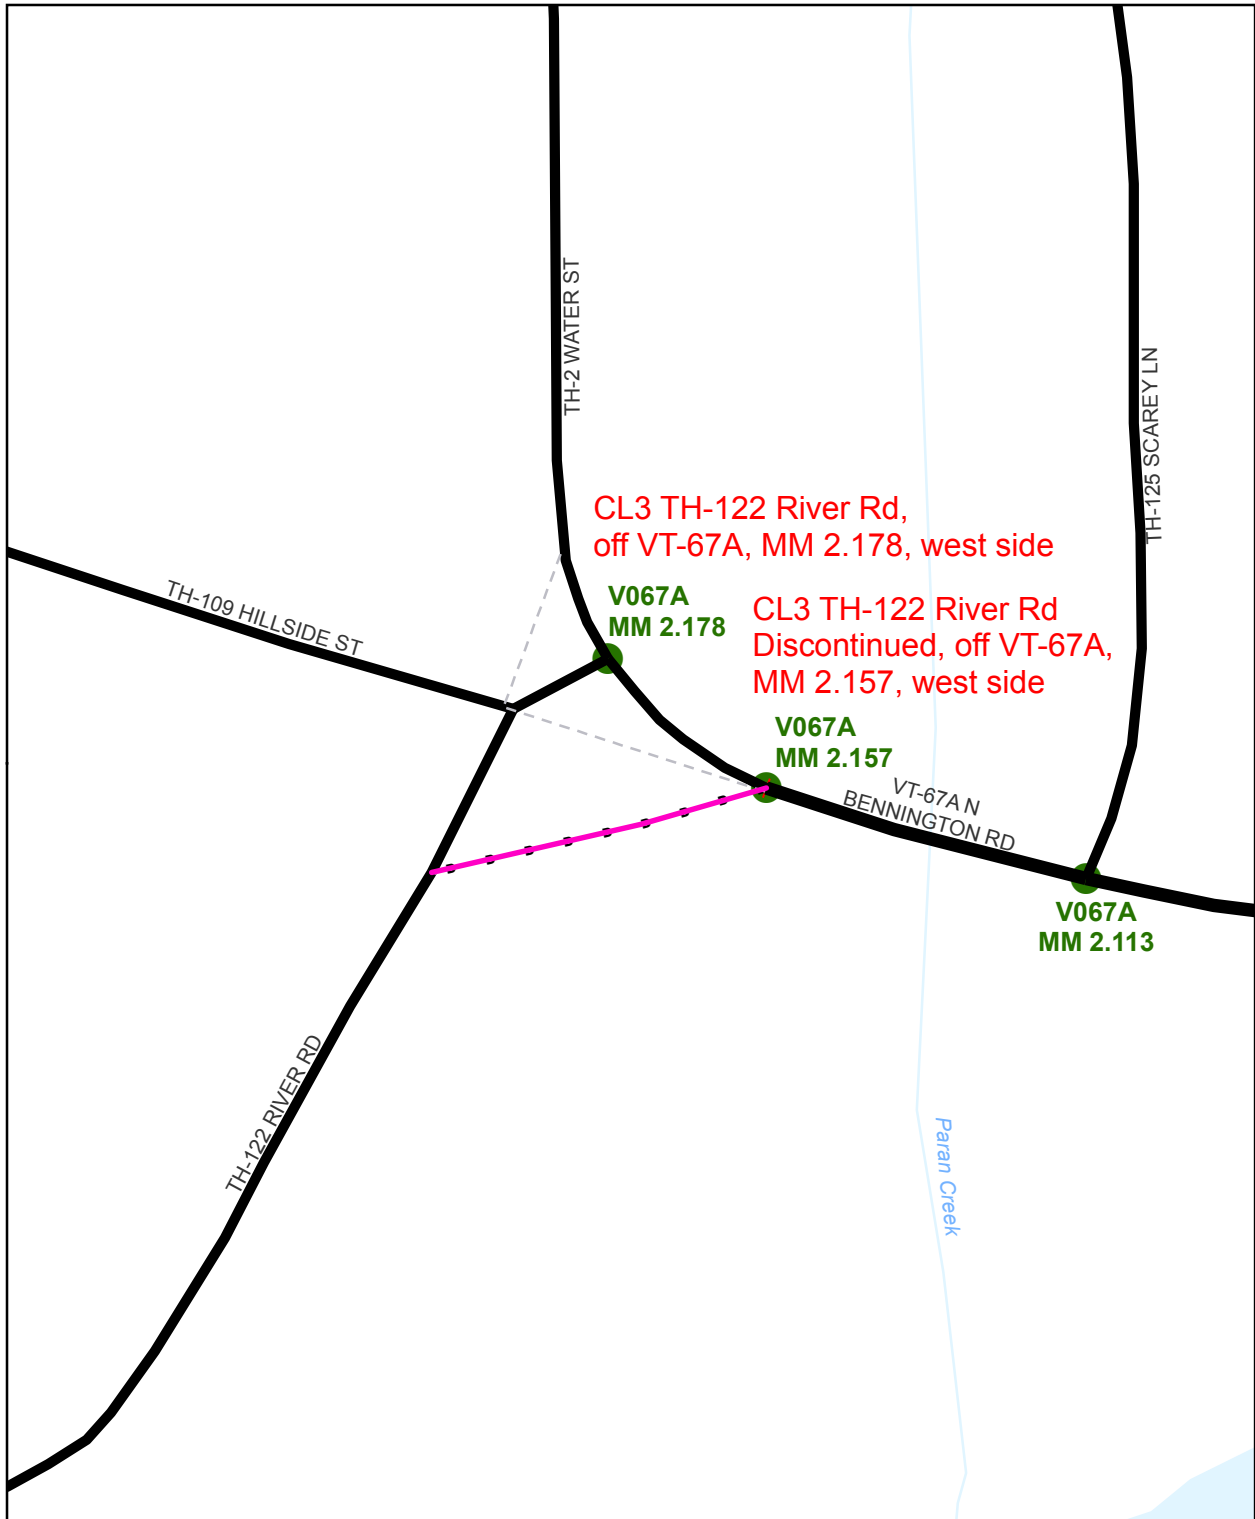 TH-2 WATER ST
TH-125 SCAREY LN
CL3 TH-122 River Rd,
off VT-67A, MM 2.178, west side
TH-109 HILLSIDE ST
V067A
MM 2.178
CL3 TH-122 River Rd
Discontinued, off VT-67A,
MM 2.157, west side
V067A
MM 2.157
VT-67A N
BENNINGTON RD
V067A
MM 2.113
TH-122 RIVER RD
Paran Creek